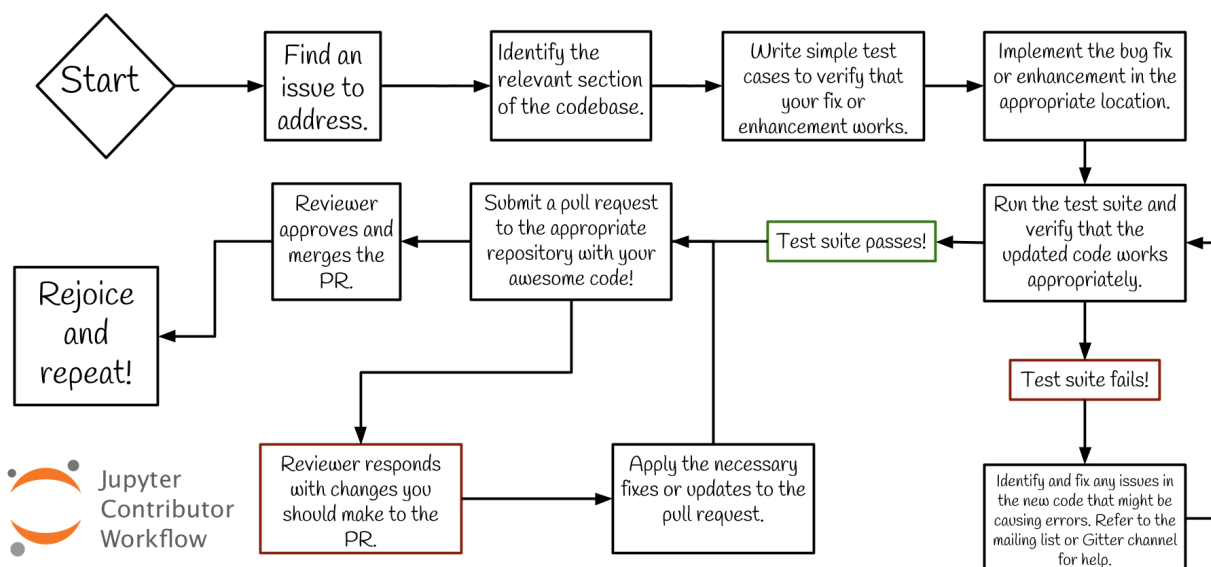 Start
Find an
issue to
address.
Identify the
relevant section
of the codebase.
Write simple test
cases to verify that
your fix or
enhancement works.
Implement the bug fix
or enhancement in the
appropriate location.
Run the test suite and
verify that the
updated code works
appropriately.
Test suite passes!
Submit a pull request
to the appropriate
repository with your
awesome code!
Reviewer
approves and
merges the
PR.
Rejoice
and
repeat!
Test suite fails!
Identify and fix any issues in
the new code that might be
causing errors. Refer to the
mailing list or Gitter channel
for help.
Reviewer responds
with changes you
should make to the
PR.
Apply the necessary
fixes or updates to the
pull request.
Jupyter
Contributor
Workflow